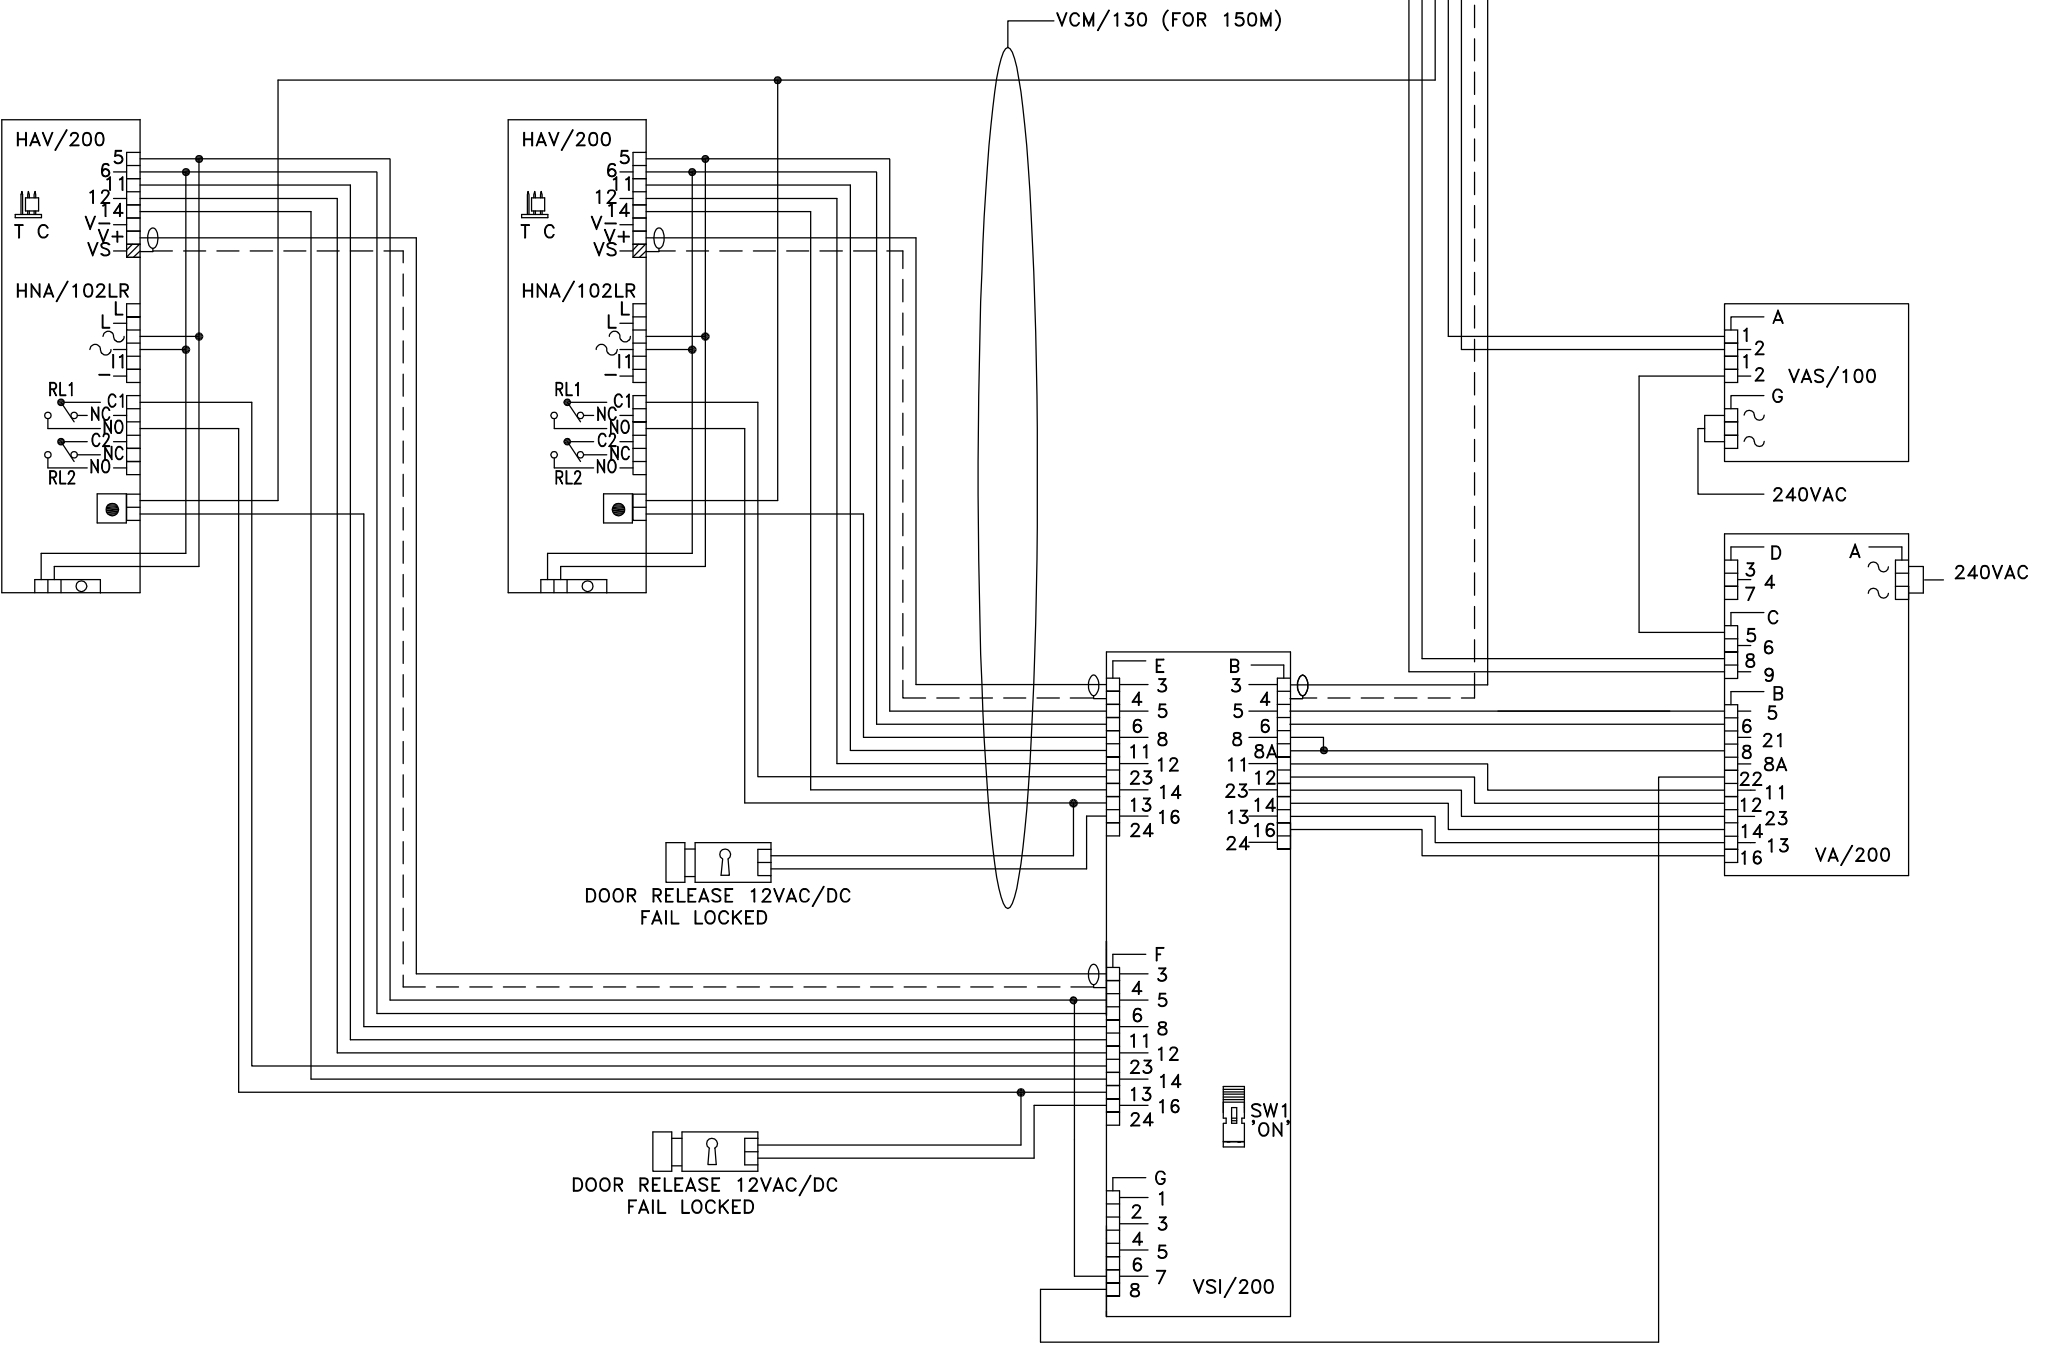 VCM/130 (FOR 150M)
HAV/200
5
6
11
12
14
V-
V+
VS
T C
HNA/102LR
L
L
I1
-
RL1
C1
NC
NO
C2
NC
NO
RL2
HAV/200
5
6
11
12
14
V-
V+
VS
T C
HNA/102LR
L
L
I1
-
RL1
C1
NC
NO
C2
NC
NO
RL2
A
1
2
1
2
VAS/100
G
240VAC
D
3
4
7
A
240VAC
C
5
6
8
9
B
5
6
21
8
8A
22
11
12
23
14
13
16
VA/200
E
3
4
5
6
8
11
12
23
14
13
16
24
B
3
4
5
6
8
8A
11
12
23
14
13
16
24
DOOR RELEASE 12VAC/DC
FAIL LOCKED
F
3
4
5
6
8
11
12
23
14
13
16
24
SW1
'ON'
DOOR RELEASE 12VAC/DC
FAIL LOCKED
G
1
2
3
4
5
6
7
8
VSI/200